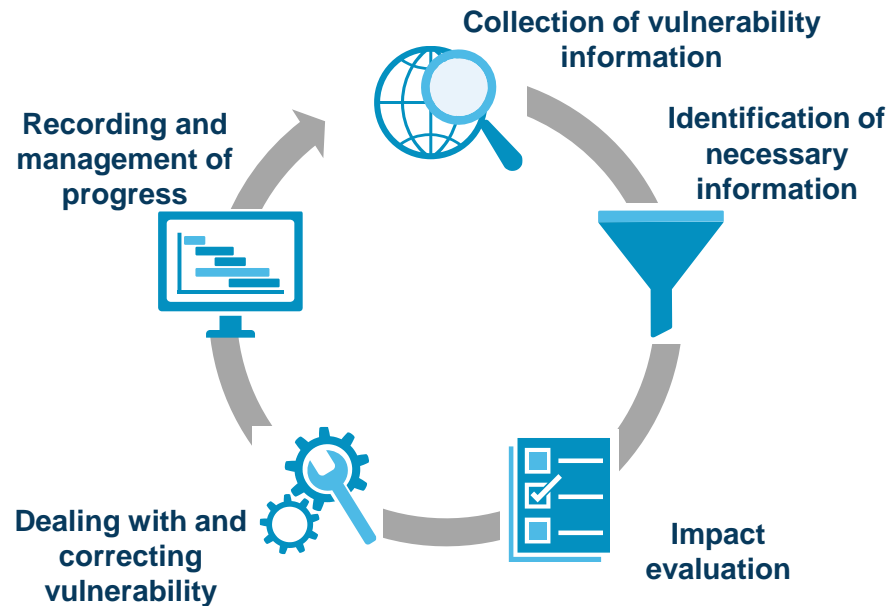 Collection of vulnerability
information
Identification of
necessary
information
Impact
evaluation
Dealing with and
correcting
vulnerability
Recording and
management of
progress